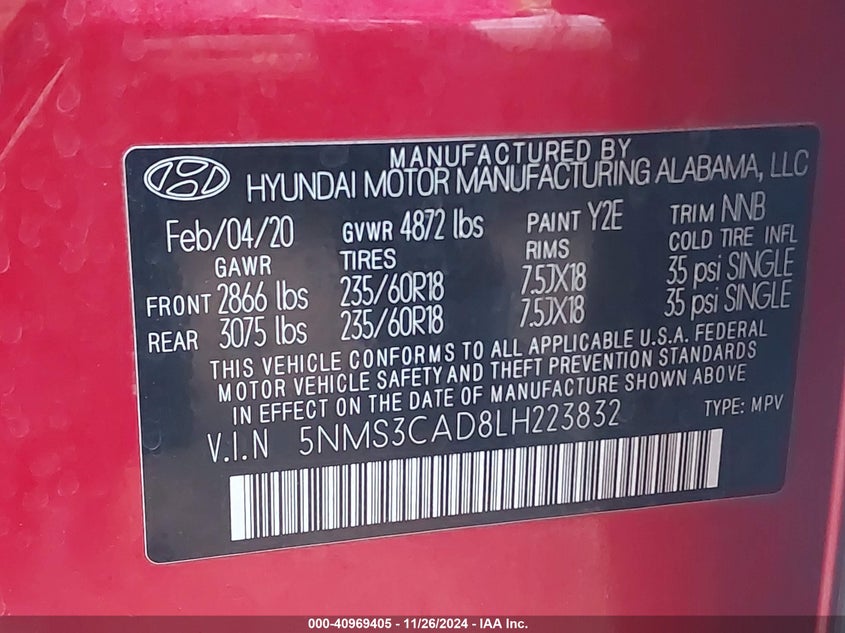 MANUFACTURED BY
HYUNDAI MOTOR MANUFACTURING ALABAMA, LLC
Feb/04/20 GVWR 4872 lbs PAINT Y2E TRIM NNB
GAWR TIRES RIMS COLD TIRE INFL
FRONT 2866 lbs 235/60R18 7.5JX18 35 psi SINGLE
REAR 3075 lbs 235/60R18 7.5JX18 35 psi SINGLE
THIS VEHICLE CONFORMS TO ALL APPLICABLE U.S.A. FEDERAL
MOTOR VEHICLE SAFETY AND THEFT PREVENTION STANDARDS
IN EFFECT ON THE DATE OF MANUFACTURE SHOWN ABOVE
V.I.N 5NMS3CAD8LH223832 TYPE: MPV
000-40969405 - 11/26/2024 - IAA Inc.